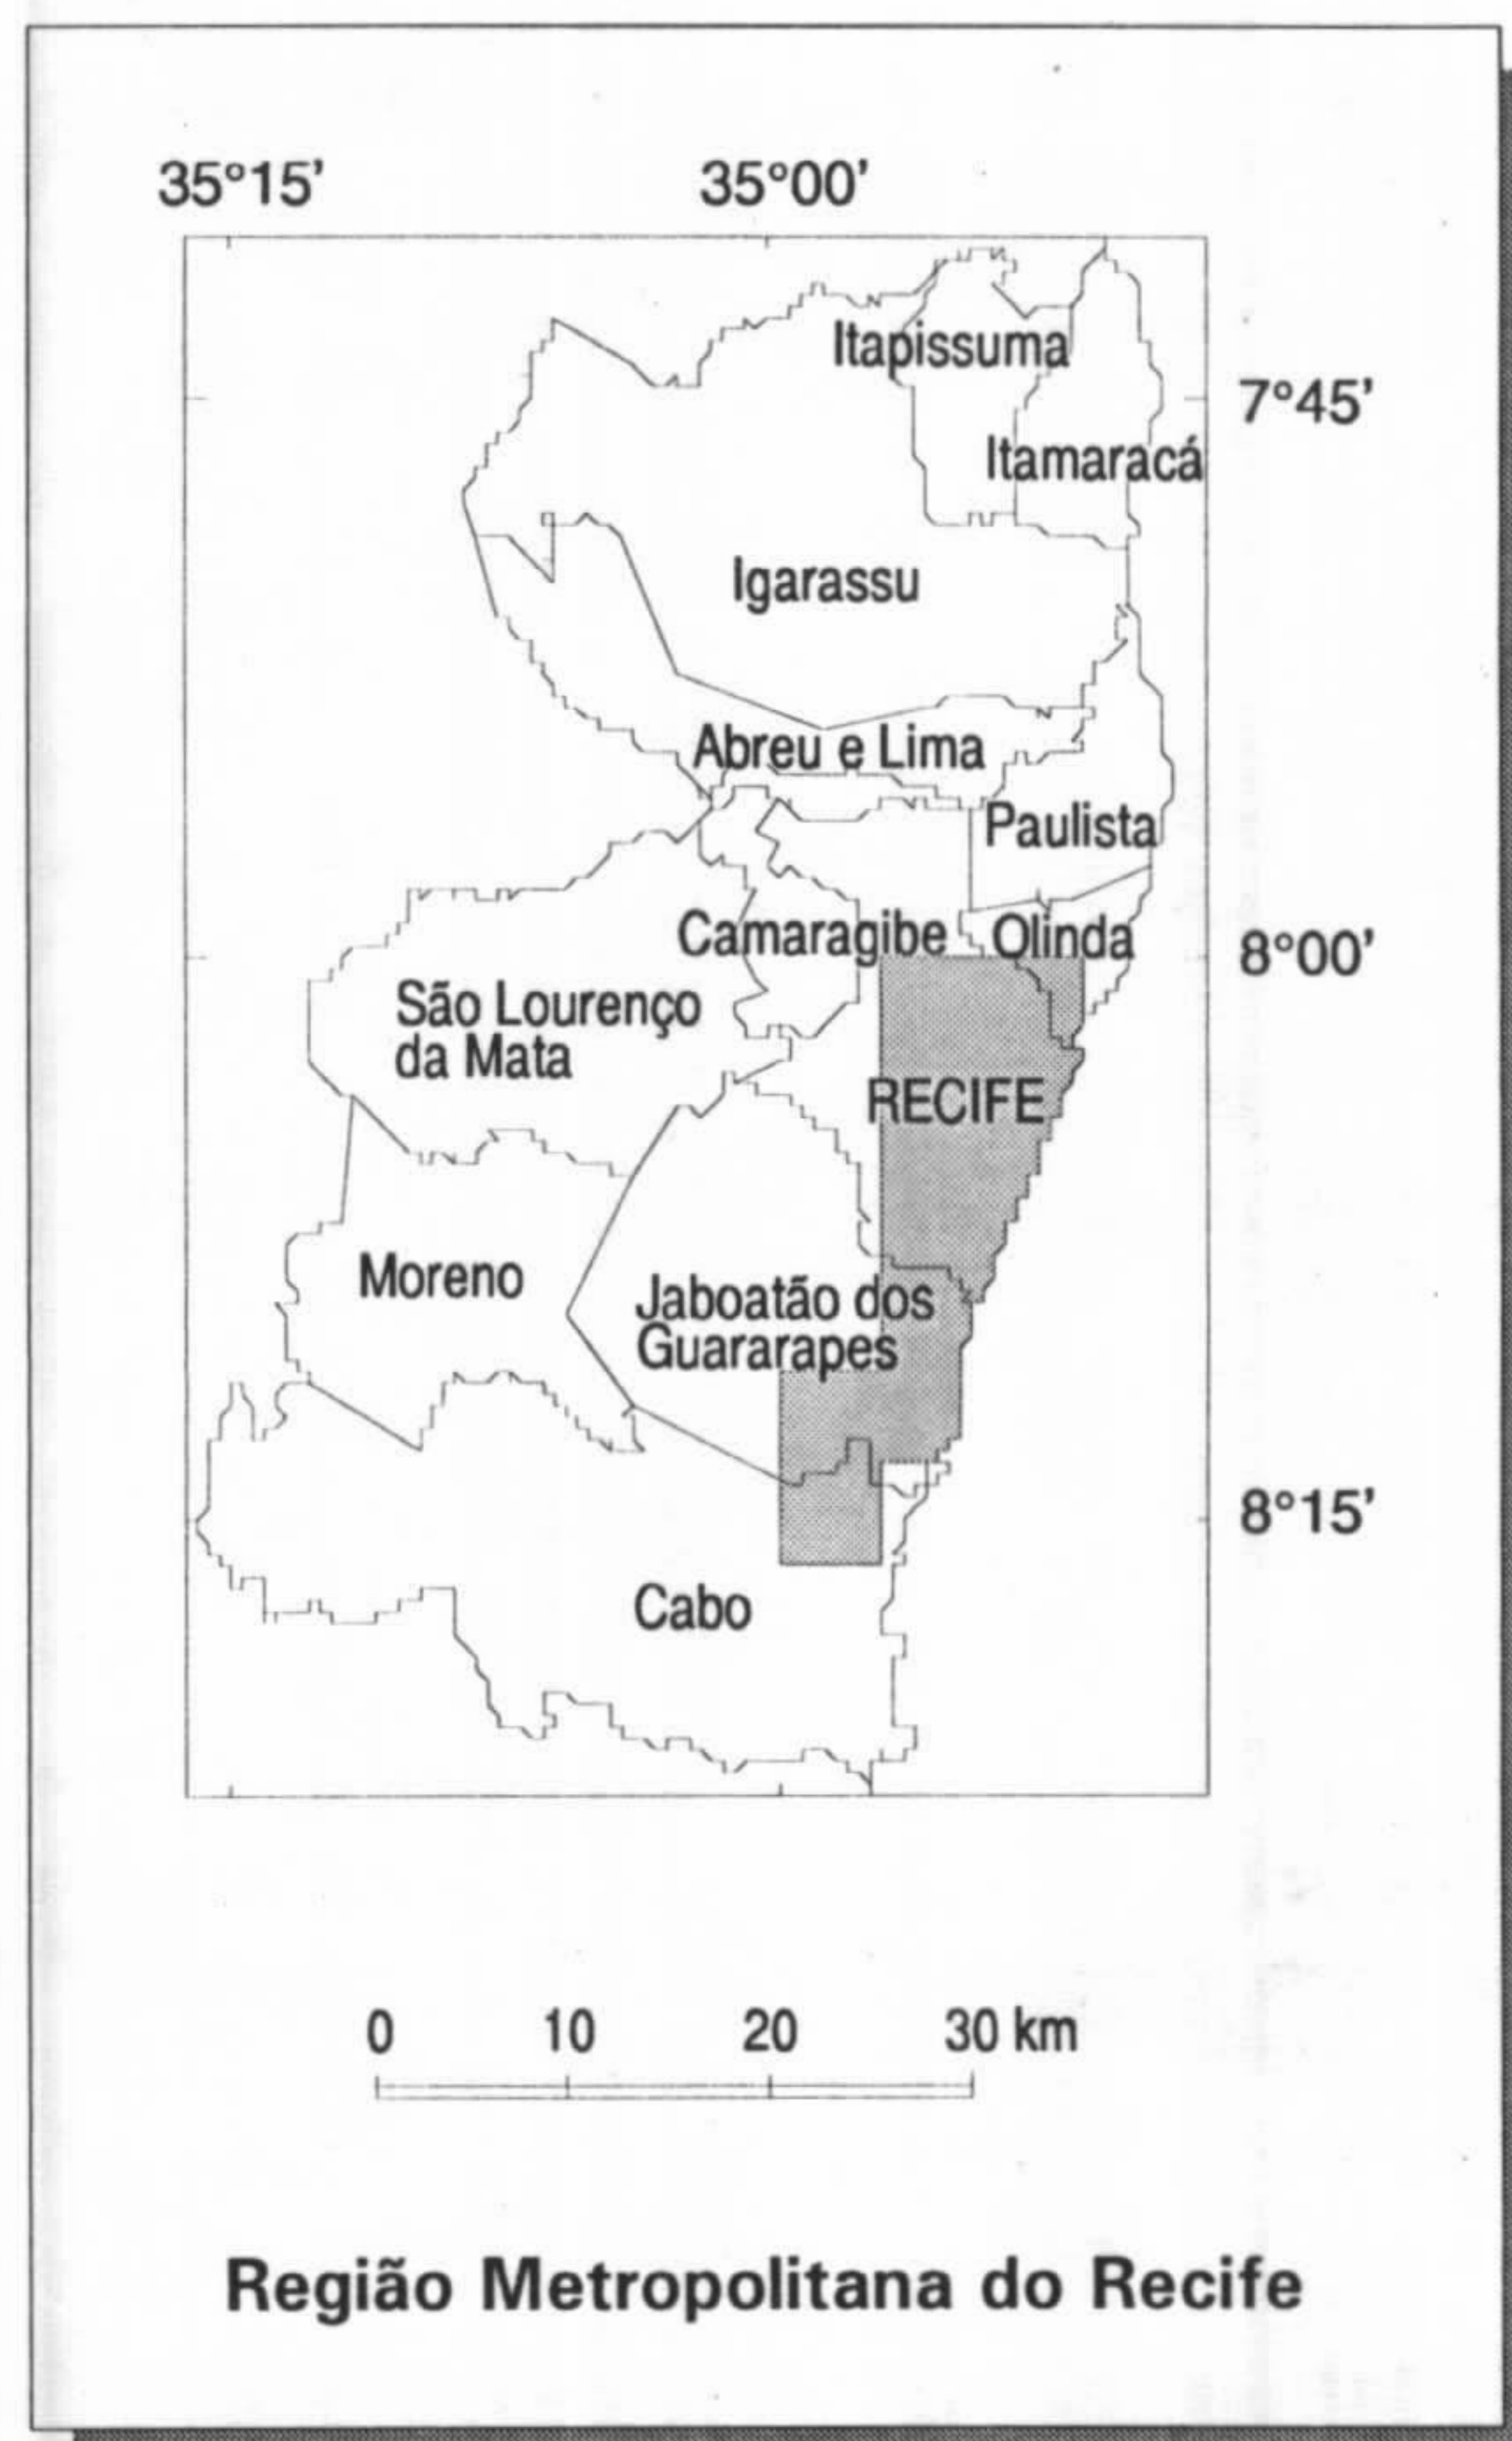 35°15' 35°00'
Itapissuma
7°45'
Itamaracá
Igarassu
Abreu e Lima
Paulista
Camaragibe
Olinda
8°00'
São Lourenço
da Mata
RECIFE
Moreno
Jaboatão dos
Guararapes
8°15'
Cabo
0 10 20 30 km
Região Metropolitana do Recife